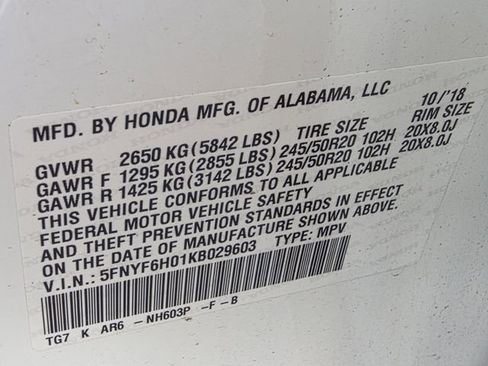 MFD. BY HONDA MFG. OF ALABAMA, LLC 10/'18
GVWR 2650 KG (5842 LBS) TIRE SIZE RIM SIZE
GAWR F 1295 KG (2855 LBS) 245/50R20 102H 20X8.0J
GAWR R 1425 KG (3142 LBS) 245/50R20 102H 20X8.0J
THIS VEHICLE CONFORMS TO ALL APPLICABLE
FEDERAL MOTOR VEHICLE SAFETY
AND THEFT PREVENTION STANDARDS IN EFFECT
ON THE DATE OF MANUFACTURE SHOWN ABOVE.
V.I.N.: 5FNYF6H01KB029603 TYPE: MPV
TG7 K AR6 -NH603P -F-B